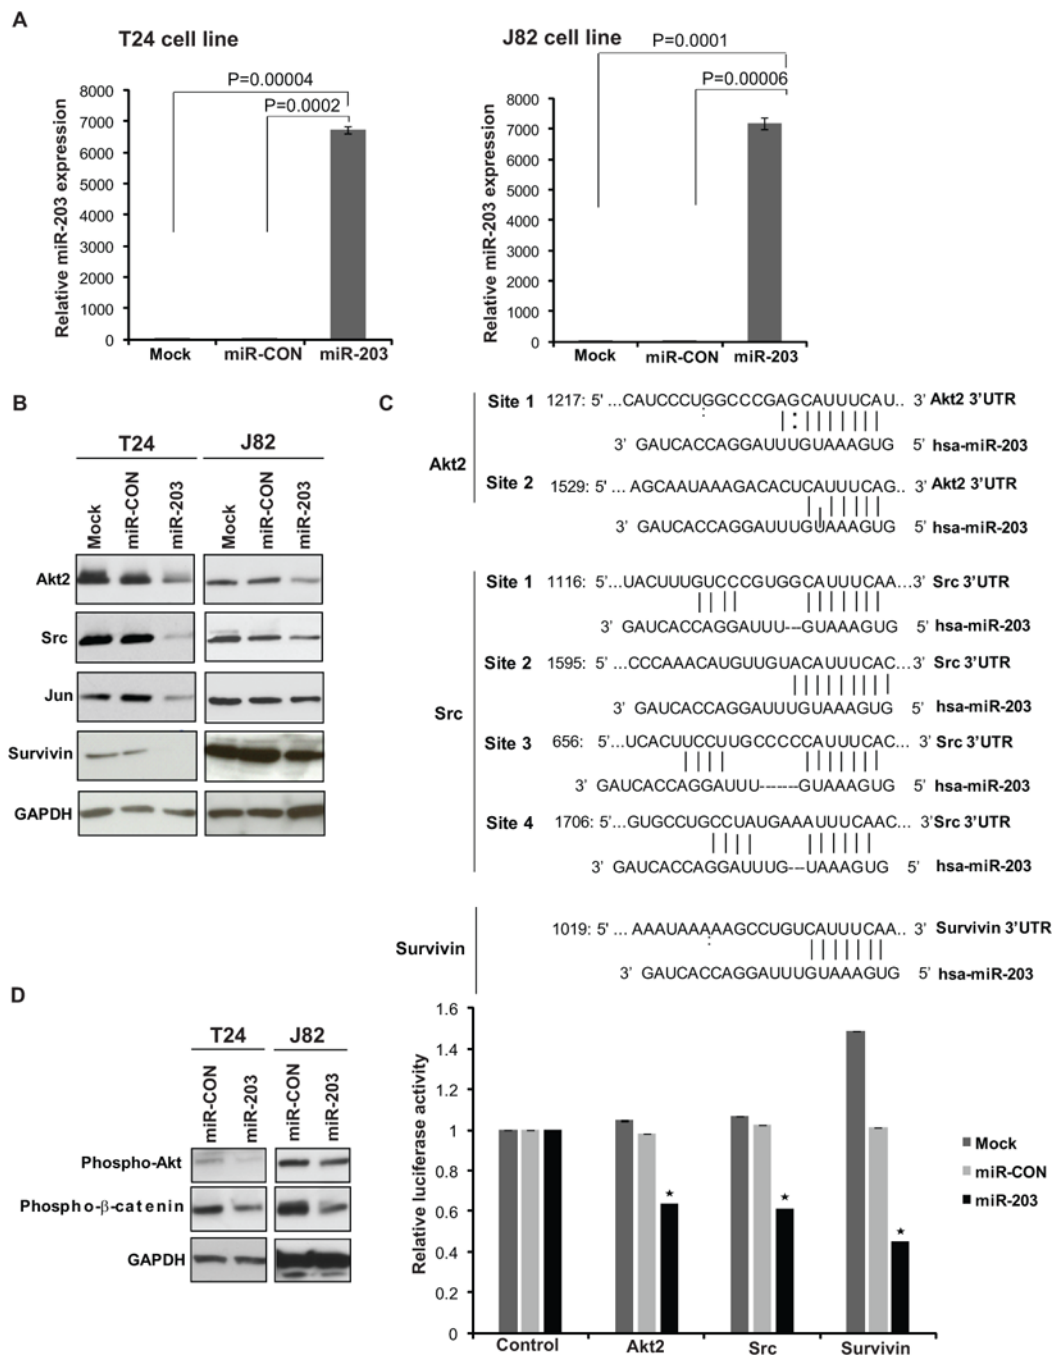 A
T24 cell line
P=0.00004
P=0.0002
8000
7000
6000
5000
4000
3000
2000
1000
0
Relative miR-203 expression
Mock miR-CON miR-203
J82 cell line
P=0.0001
P=0.00006
8000
7000
6000
5000
4000
3000
2000
1000
0
Relative miR-203 expression
Mock miR-CON miR-203
B
T24 J82
Mock miR-CON miR-203 Mock miR-CON miR-203
Akt2
Src
Jun
Survivin
GAPDH
C
Akt2
Site 1 1217: 5' ...CAUCCCUGGCCCGAGCAUUUCAU.. 3' Akt2 3'UTR
3' GAUCACCAGGAUUUGUAAAGUG 5' hsa-miR-203
Site 2 1529: 5' ... AGCAAUAAAGACACUCAUUUCAG.. 3' Akt2 3'UTR
3' GAUCACCAGGAUUUGUAAAGUG 5' hsa-miR-203
Src
Site 1 1116: 5'...UACUUUGUCCCGUGGCAUUUCAA...3' Src 3'UTR
3' GAUCACCAGGAUUU---GUAAAGUG 5' hsa-miR-203
Site 2 1595: 5'... CCCAAACAUGUUGUACAUUUCAC...3' Src 3'UTR
3' GAUCACCAGGAUUUGUAAAGUG 5' hsa-miR-203
Site 3 656: 5'...UCACUUCCUUGCCCCCAUUUCAC... 3' Src 3'UTR
3' GAUCACCAGGAUUU-------GUAAAGUG 5' hsa-miR-203
Site 4 1706: 5'...GUGCCUGCCUAUGAAAUUUCAAC... 3'Src 3'UTR
3' GAUCACCAGGAUUUG---UAAAGUG 5' hsa-miR-203
Survivin
1019: 5' ... AAAUAAAAAGCCUGUCAUUUCAA.. 3' Survivin 3'UTR
3' GAUCACCAGGAUUUGUAAAGUG 5' hsa-miR-203
D
T24 J82
miR-CON miR-203 miR-CON miR-203
Phospho-Akt
Phospho-β-catenin
GAPDH
1.6
1.4
1.2
1
0.8
0.6
0.4
0.2
0
Relative luciferase activity
★ ★ ★
Mock
miR-CON
miR-203
Control Akt2 Src Survivin